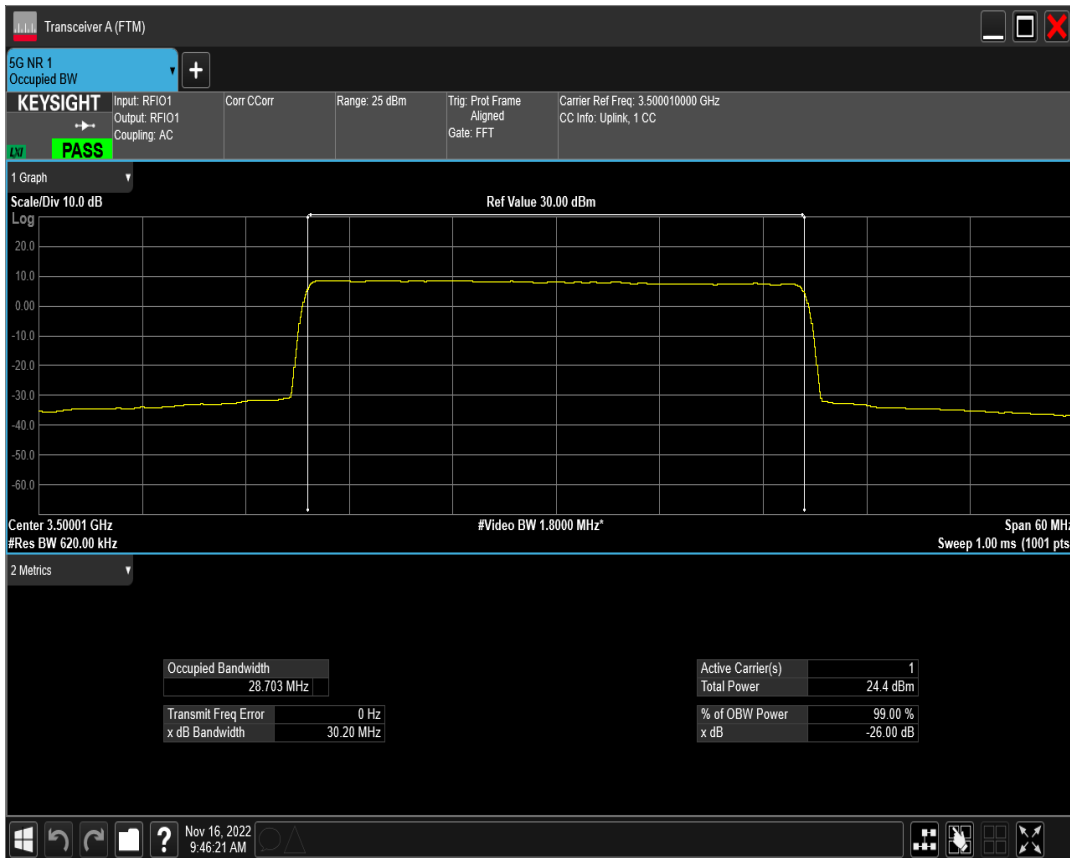 Transceiver A (FTM)
5G NR 1
Occupied BW
+
KEYSIGHT
LXI
PASS
Input: RFIO1
Output: RFIO1
Coupling: AC
Corr CCorr
Range: 25 dBm
Trig: Prot Frame
Aligned
Gate: FFT
Carrier Ref Freq: 3.500010000 GHz
CC Info: Uplink, 1 CC
1 Graph
Scale/Div 10.0 dB
Ref Value 30.00 dBm
Log
20.0
10.0
0.00
-10.0
-20.0
-30.0
-40.0
-50.0
-60.0
Center 3.50001 GHz
#Video BW 1.8000 MHz*
Span 60 MHz
#Res BW 620.00 kHz
Sweep 1.00 ms (1001 pts
2 Metrics
Occupied Bandwidth
28.703 MHz
Transmit Freq Error 0 Hz
x dB Bandwidth 30.20 MHz
Active Carrier(s) 1
Total Power 24.4 dBm
% of OBW Power 99.00 %
x dB -26.00 dB
?
Nov 16, 2022
9:46:21 AM